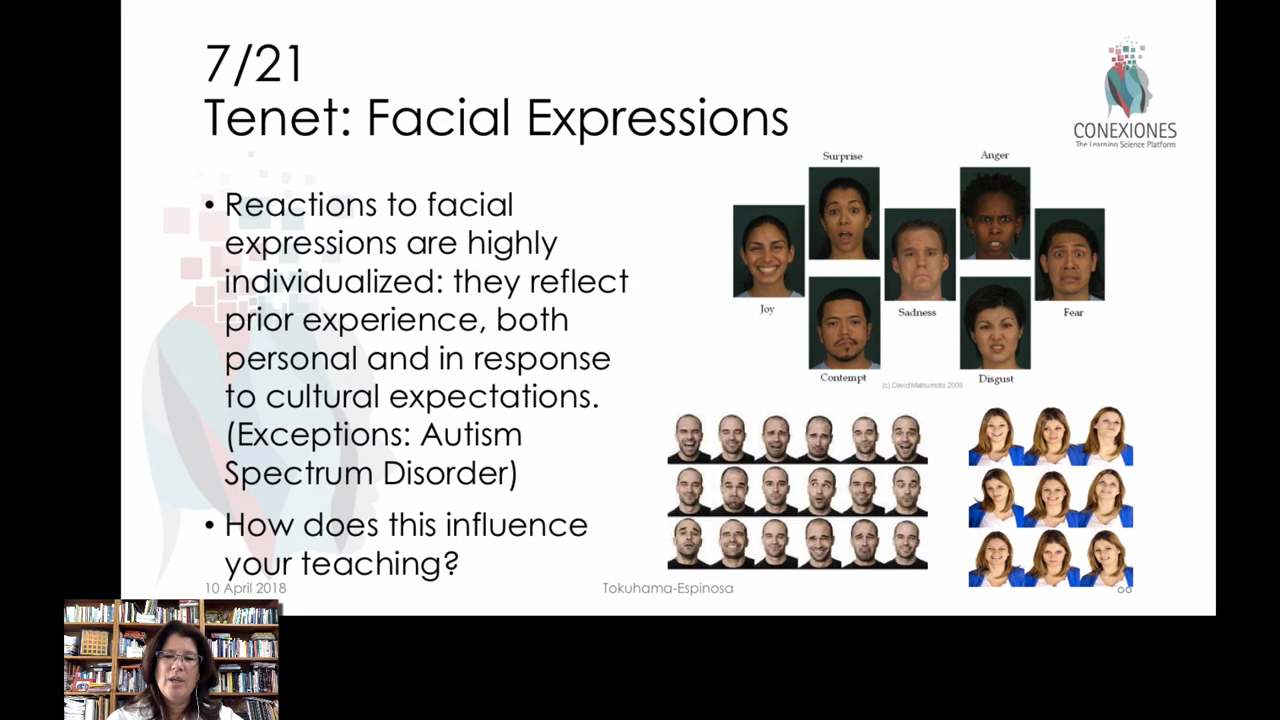 7/21
Tenet: Facial Expressions
CONEXIONES
The Learning Science Platform
• Reactions to facial
expressions are highly
individualized: they reflect
prior experience, both
personal and in response
to cultural expectations.
(Exceptions: Autism
Spectrum Disorder)
• How does this influence
your teaching?
Surprise
Anger
Joy
Sadness
Fear
Contempt
Disgust
(c) David Matsumoto 2008
10 April 2018
Tokuhama-Espinosa